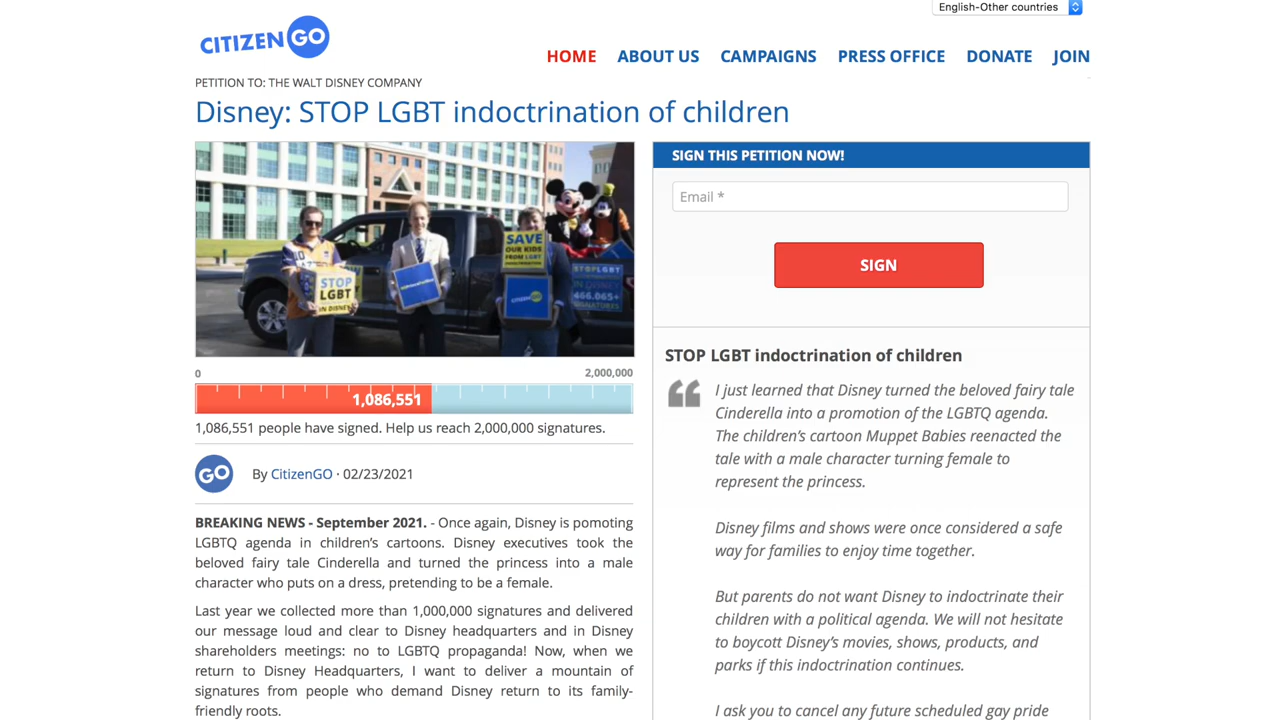 English-Other countries
CITIZEN GO
HOME ABOUT US CAMPAIGNS PRESS OFFICE DONATE JOIN
PETITION TO: THE WALT DISNEY COMPANY
Disney: STOP LGBT indoctrination of children
STOP
LGBT
IN DISNEY
SAVE
OUR KIDS
FROM LGBT
CITIZENGO
STOP LGBT
IN DISNEY
466.065+
0 2,000,000
1,086,551
1,086,551 people have signed. Help us reach 2,000,000 signatures.
GO By CitizenGO · 02/23/2021
BREAKING NEWS - September 2021. - Once again, Disney is pomoting
LGBTQ agenda in children's cartoons. Disney executives took the
beloved fairy tale Cinderella and turned the princess into a male
character who puts on a dress, pretending to be a female.
Last year we collected more than 1,000,000 signatures and delivered
our message loud and clear to Disney headquarters and in Disney
shareholders meetings: no to LGBTQ propaganda! Now, when we
return to Disney Headquarters, I want to deliver a mountain of
signatures from people who demand Disney return to its family-
friendly roots.
SIGN THIS PETITION NOW!
Email *
SIGN
STOP LGBT indoctrination of children
I just learned that Disney turned the beloved fairy tale
Cinderella into a promotion of the LGBTQ agenda.
The children's cartoon Muppet Babies reenacted the
tale with a male character turning female to
represent the princess.
Disney films and shows were once considered a safe
way for families to enjoy time together.
But parents do not want Disney to indoctrinate their
children with a political agenda. We will not hesitate
to boycott Disney's movies, shows, products, and
parks if this indoctrination continues.
I ask you to cancel any future scheduled gay pride